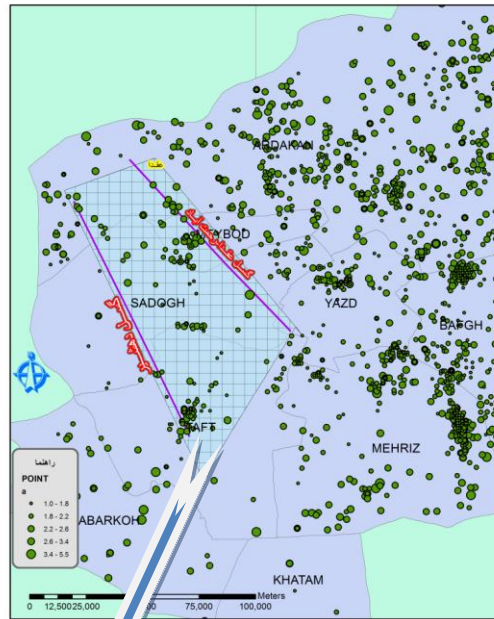 ARDAKAN
SADOGH
YAZD
BAFGH
TAFT
MEHRIZ
راهنما
POINT
a
1.0 - 1.8
1.8 - 2.2
2.2 - 2.6
2.6 - 3.4
3.4 - 5.5
ABARKOH
KHATAM
Meters
0 12,500 25,000 75,000 100,000